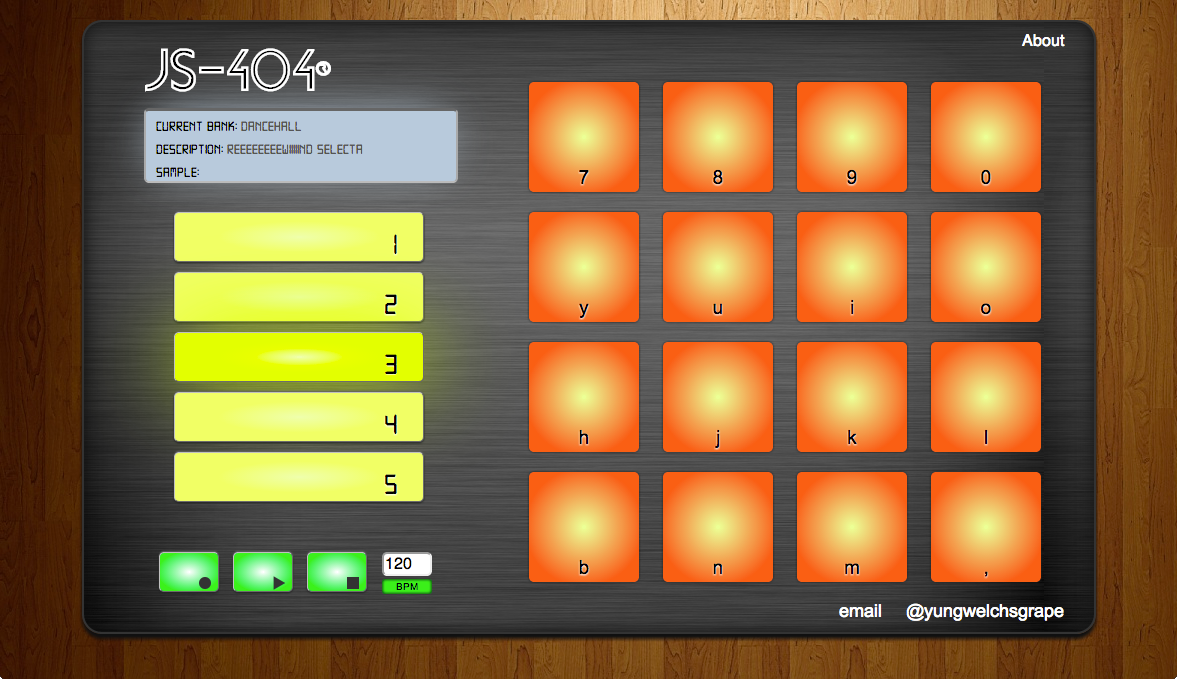 About
JS-404
CURRENT BANK: DANCEHALL
DESCRIPTION: REEEEEEEEWIIIIIND SELECTA
SAMPLE:
1
2
3
4
5
7 8 9 0
y u i o
h j k l
b n m ,
120
BPM
email @yungwelchsgrape